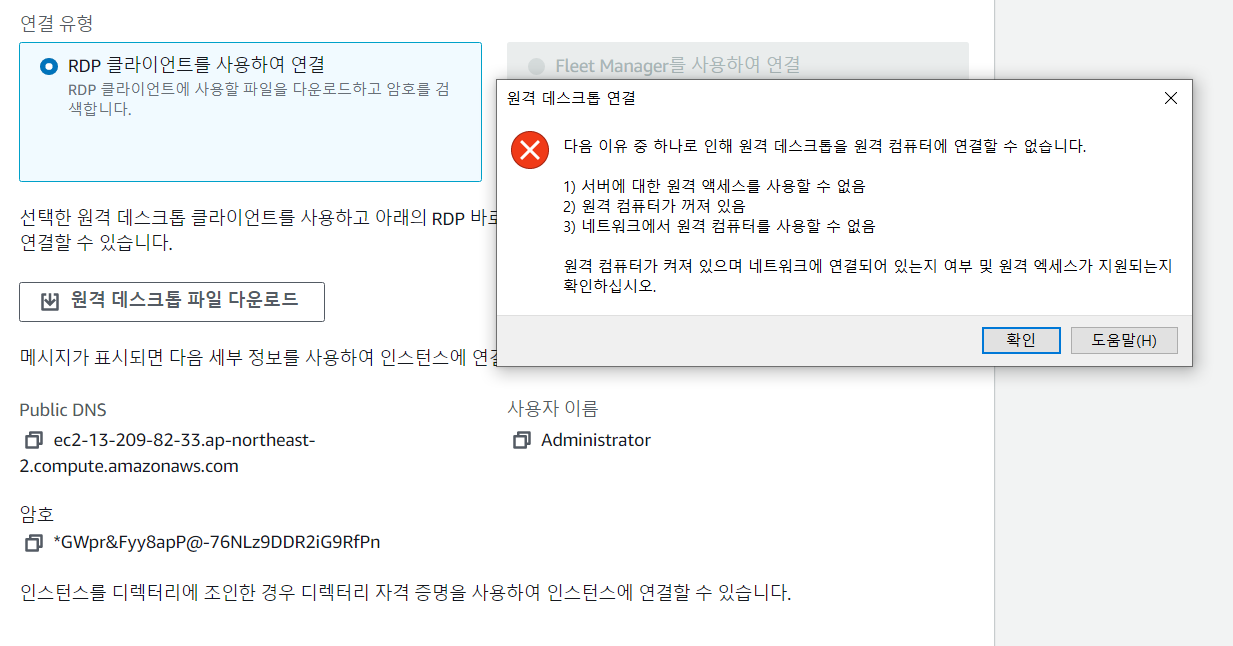 연결 유형
RDP 클라이언트를 사용하여 연결
RDP 클라이언트에 사용할 파일을 다운로드하고 암호를 검
색합니다.
Fleet Manager를 사용하여 연결
원격 데스크톱 연결
다음 이유 중 하나로 인해 원격 데스크톱을 원격 컴퓨터에 연결할 수 없습니다.
1) 서버에 대한 원격 액세스를 사용할 수 없음
2) 원격 컴퓨터가 꺼져 있음
3) 네트워크에서 원격 컴퓨터를 사용할 수 없음
원격 컴퓨터가 켜져 있으며 네트워크에 연결되어 있는지 여부 및 원격 엑세스가 지원되는지
확인하십시오.
확인
도움말(H)
선택한 원격 데스크톱 클라이언트를 사용하고 아래의 RDP 바로
연결할 수 있습니다.
원격 데스크톱 파일 다운로드
메시지가 표시되면 다음 세부 정보를 사용하여 인스턴스에 연결
Public DNS
ec2-13-209-82-33.ap-northeast-
2.compute.amazonaws.com
사용자 이름
Administrator
암호
*GWpr&Fyy8apP@-76NLz9DDR2iG9RfPn
인스턴스를 디렉터리에 조인한 경우 디렉터리 자격 증명을 사용하여 인스턴스에 연결할 수 있습니다.